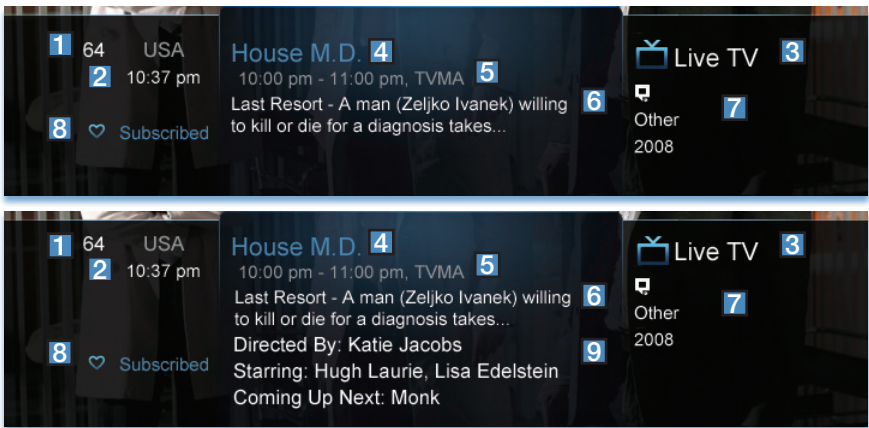 1 64 USA
2 10:37 pm
8 Subscribed
House M.D. 4
10:00 pm - 11:00 pm, TVMA 5
Last Resort - A man (Zeljko Ivanek) willing 6
to kill or die for a diagnosis takes...
Live TV 3
Other 7
2008
1 64 USA
2 10:37 pm
8 Subscribed
House M.D. 4
10:00 pm - 11:00 pm, TVMA 5
Last Resort - A man (Zeljko Ivanek) willing 6
to kill or die for a diagnosis takes...
Directed By: Katie Jacobs 9
Starring: Hugh Laurie, Lisa Edelstein
Coming Up Next: Monk
Live TV 3
Other 7
2008